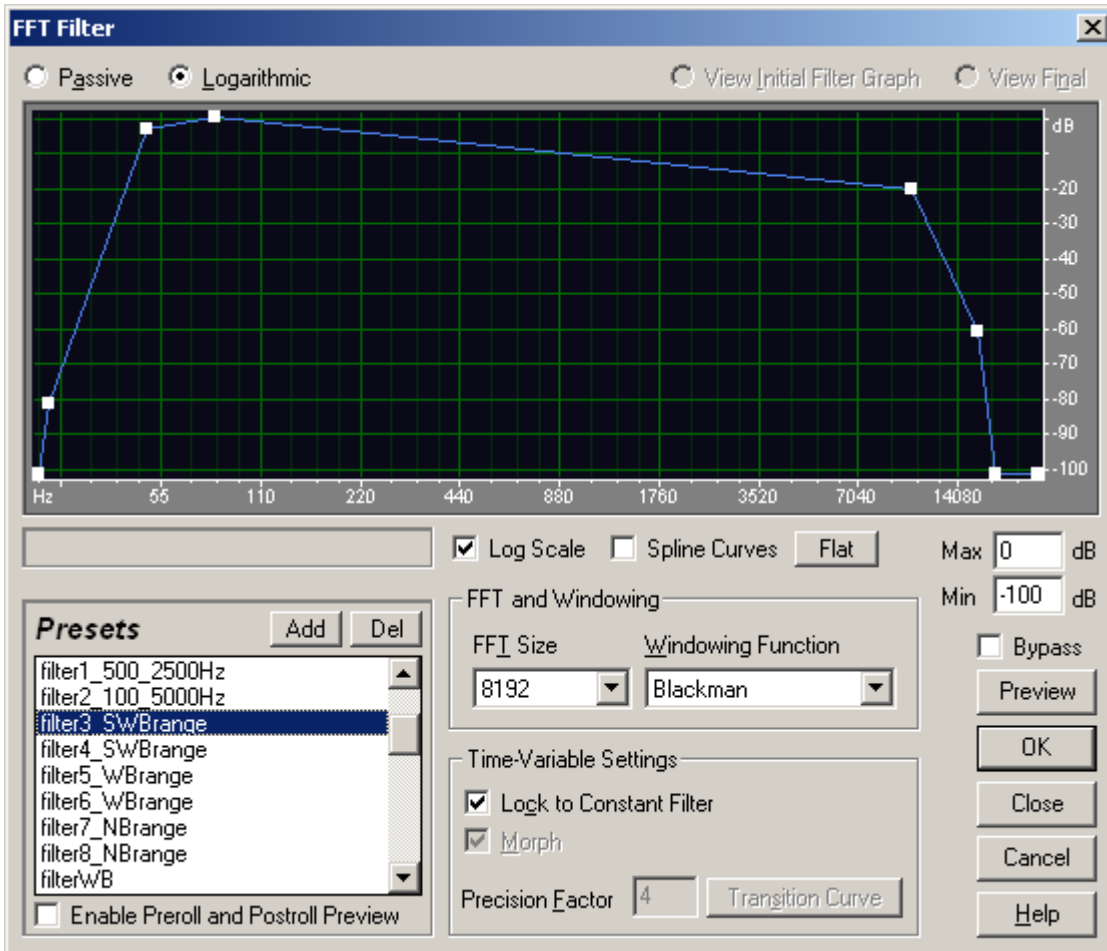 FFT Filter
Passive Logarithmic View Initial Filter Graph View Final
dB
-20
-30
-40
-50
-60
-70
-80
-90
-100
Hz 55 110 220 440 880 1760 3520 7040 14080
Log Scale Spline Curves Flat Max 0 dB
Min -100 dB
Presets Add Del
filter1_500_2500Hz
filter2_100_5000Hz
filter3_SWBrange
filter4_SWBrange
filter5_WBrange
filter6_WBrange
filter7_NBrange
filter8_NBrange
filterWB
Enable Preroll and Postroll Preview
FFT and Windowing
FFT Size Windowing Function
8192 Blackman
Time-Variable Settings
Lock to Constant Filter
Morph
Precision Factor 4 Transition Curve
Bypass
Preview
OK
Close
Cancel
Help